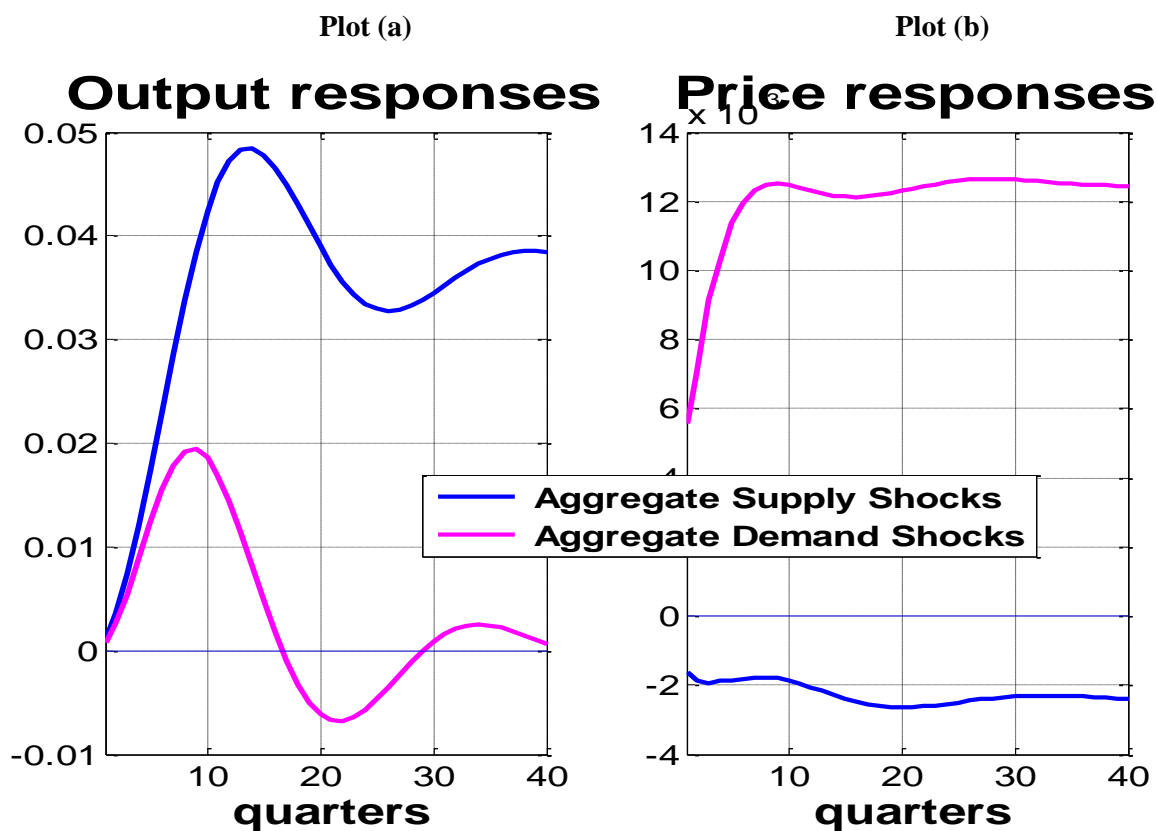 Plot (a)
Plot (b)
Output responses
0.05
0.04
0.03
0.02
0.01
0
-0.01
10 20 30 40
quarters
Price responses
x 10
14
12
10
8
6
0
-2
-4
10 20 30 40
quarters
Aggregate Supply Shocks
Aggregate Demand Shocks